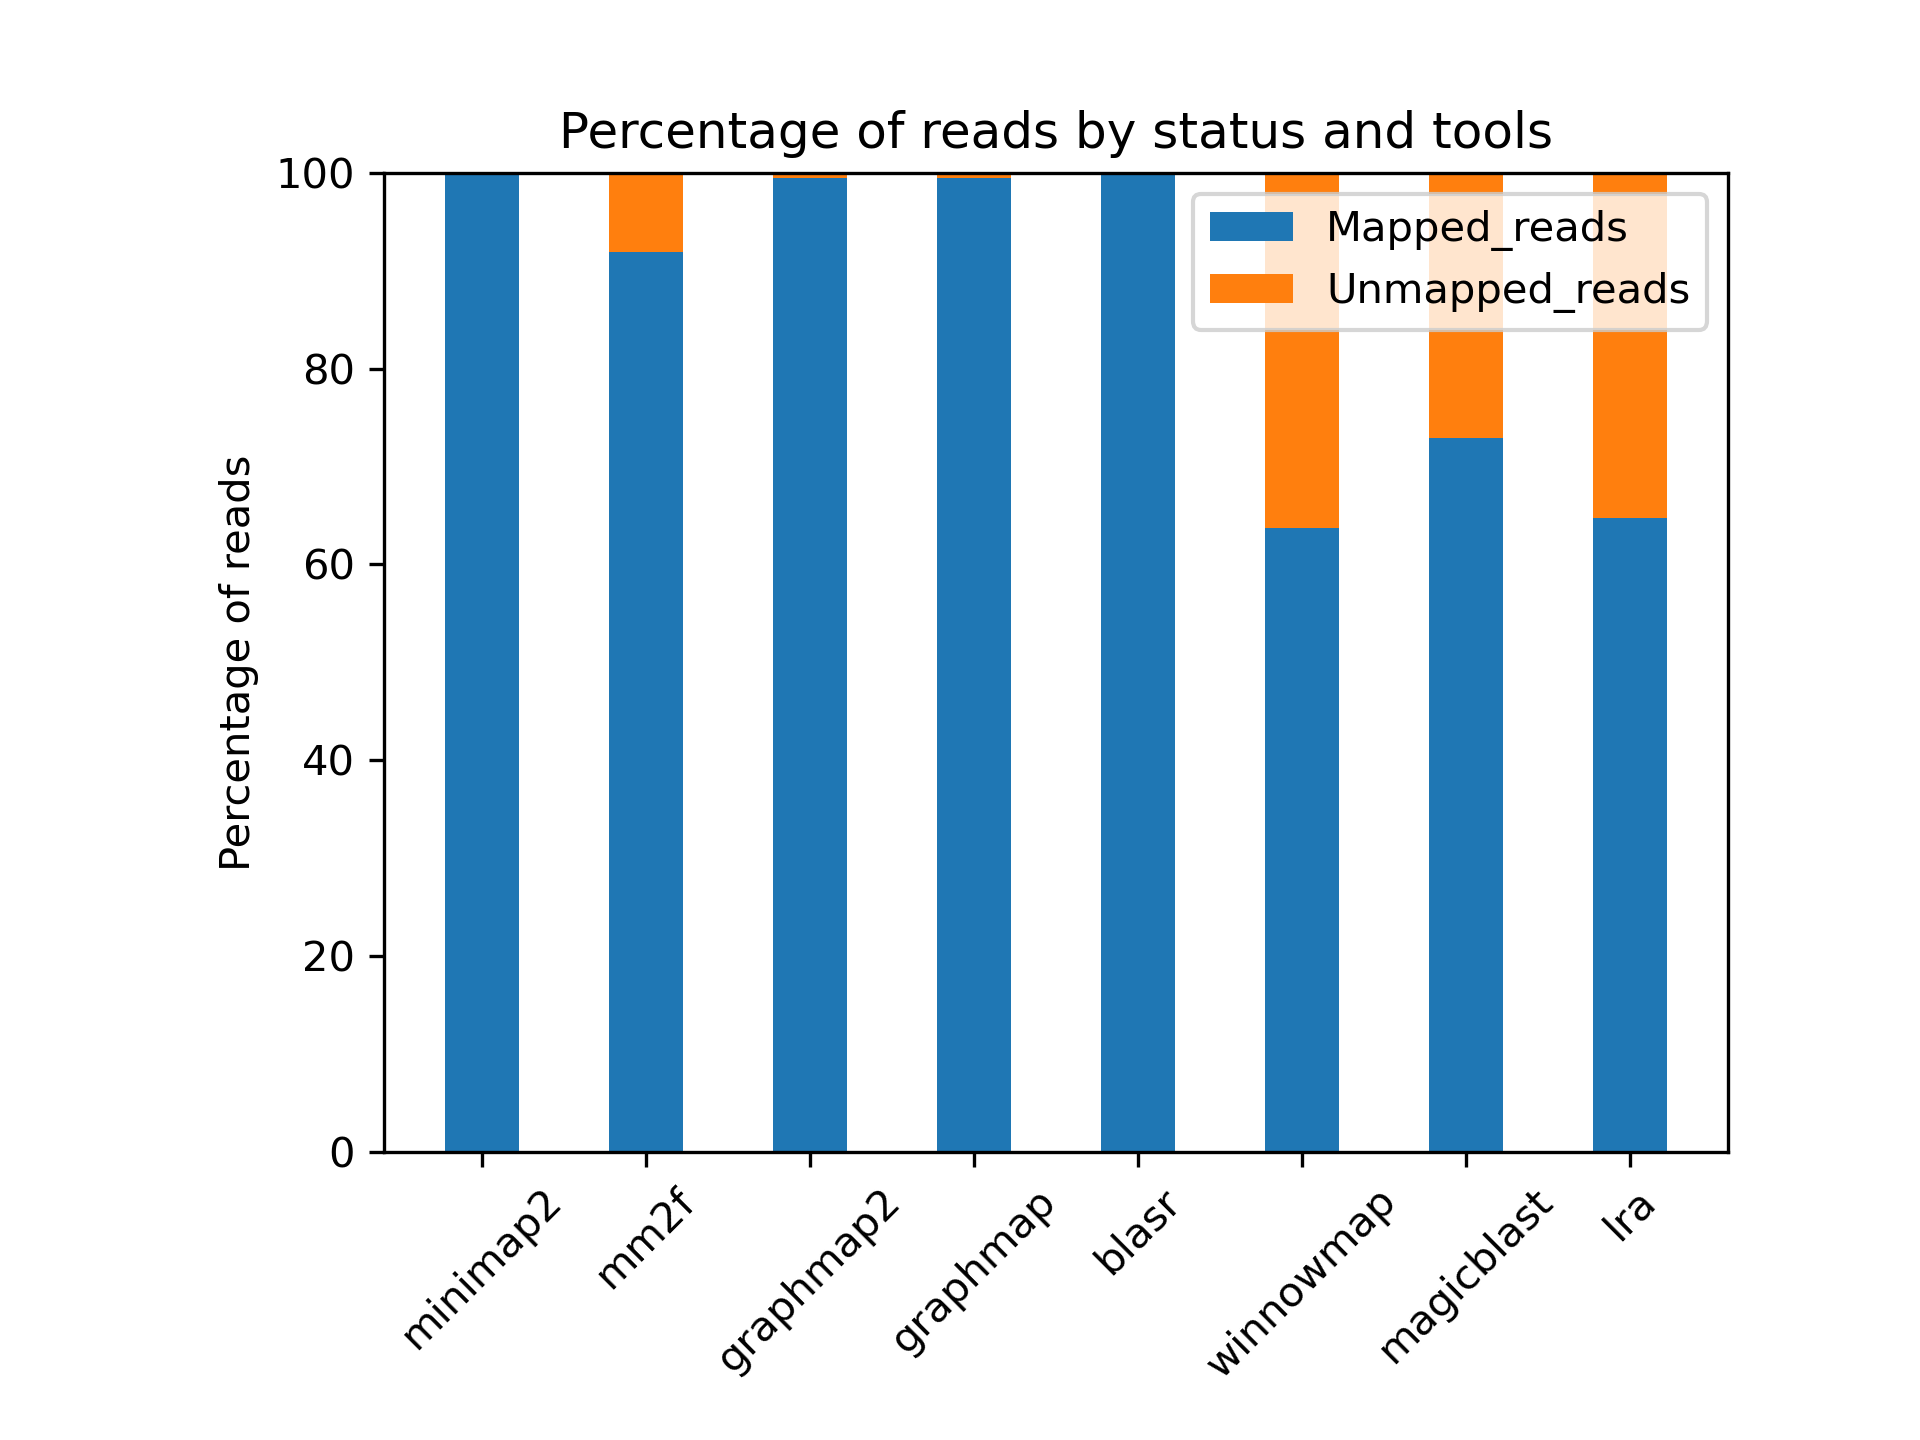 Percentage of reads by status and tools
Percentage of reads
100
80
60
40
20
0
Mapped_reads
Unmapped_reads
minimap2
mm2f
graphmap2
graphmap
blasr
winnowmap
magicblast
lra